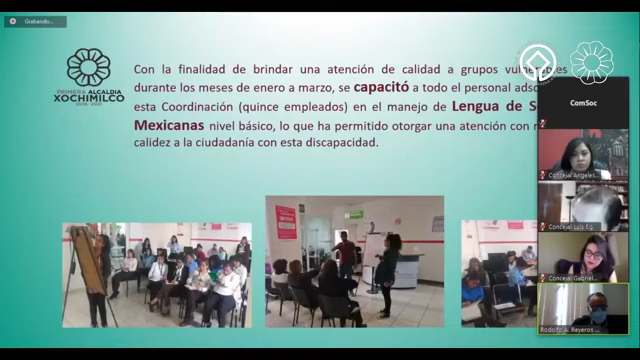 Grabando...
PRIMERA ALCALDÍA
XOCHIMILCO
2018 - 2021
Con la finalidad de brindar una atención de calidad a grupos
durante los meses de enero a marzo, se capacitó a todo el personal
esta Coordinación (quince empleados) en el manejo de Lengua de
Mexicanas nivel básico, lo que ha permitido otorgar una atención con
calidez a la ciudadanía con esta discapacidad.
ComSoc
Concejal Angeles...
Concejal Luis Eg...
Concejal Gabriel...
Rodolfo A. Reyeros ...